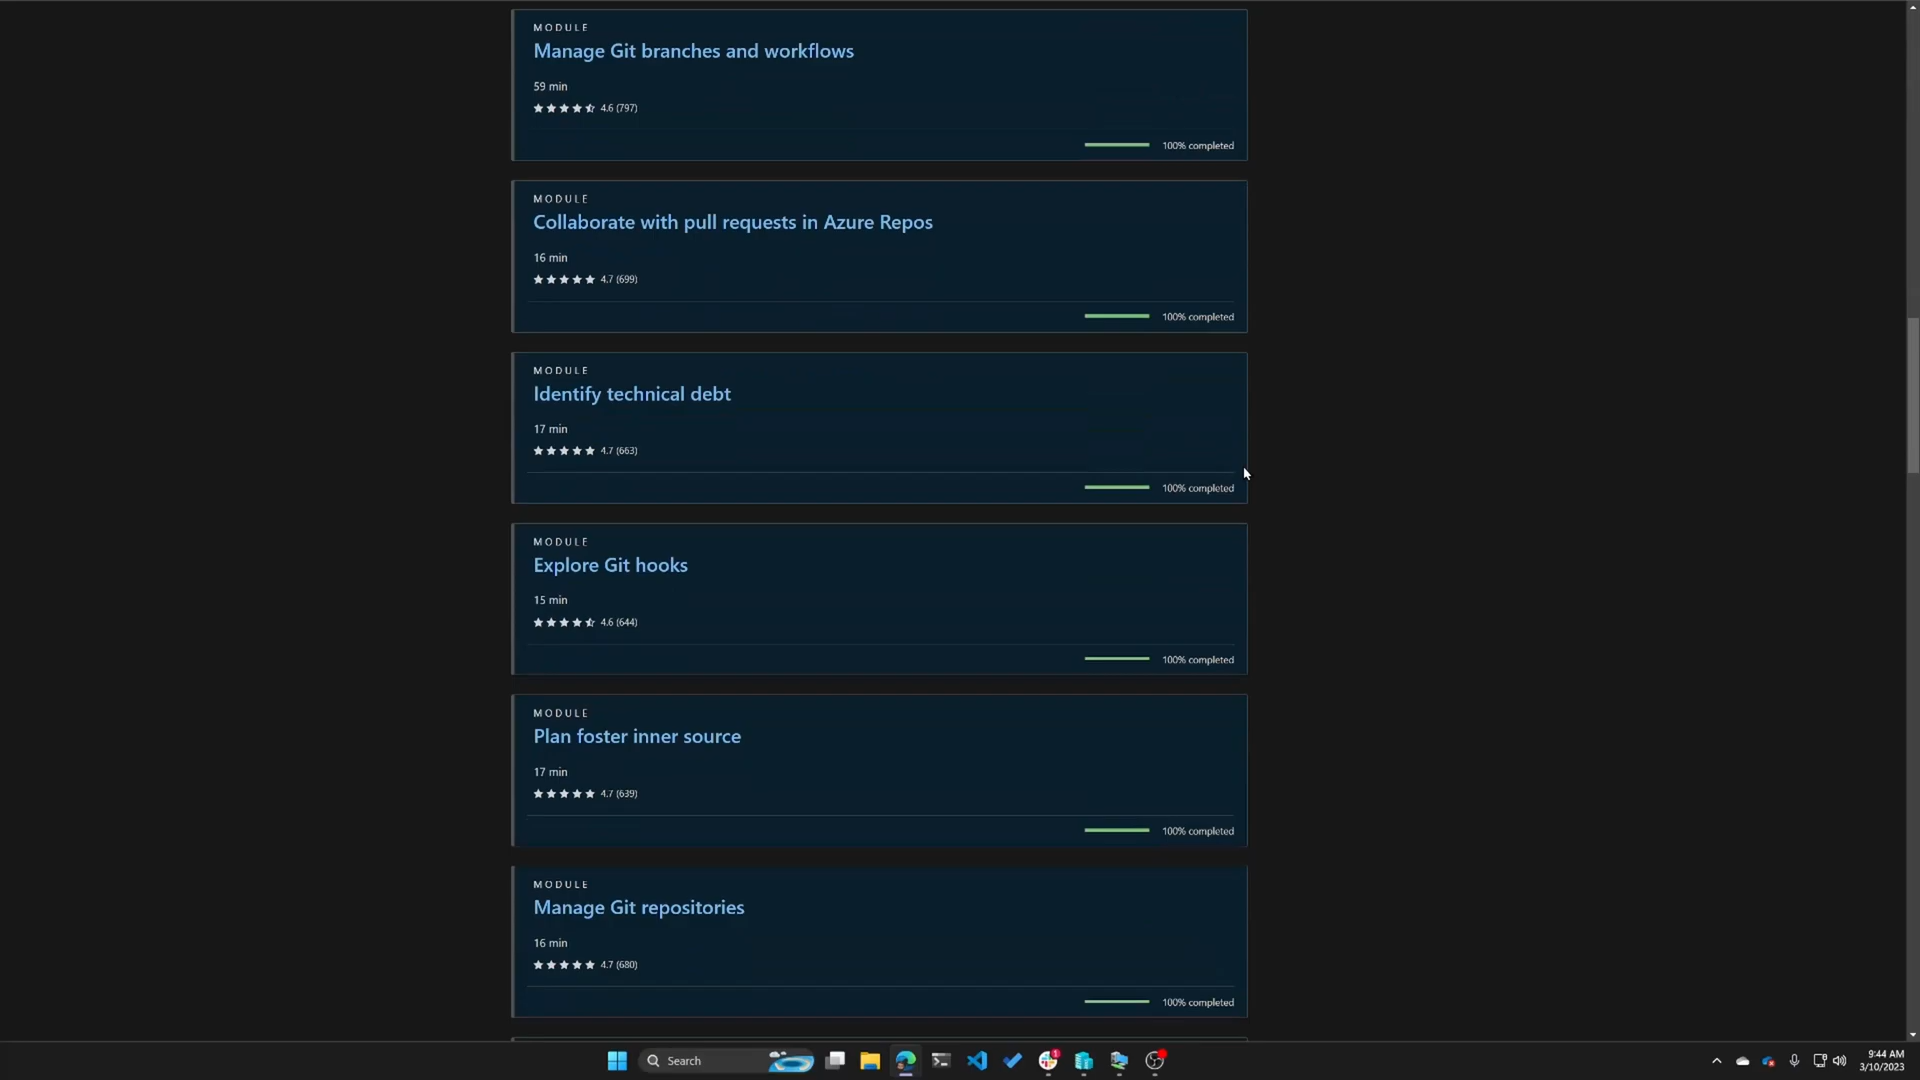 MODULE
Manage Git branches and workflows
59 min
4.6 (797)
100% completed
MODULE
Collaborate with pull requests in Azure Repos
16 min
4.7 (699)
100% completed
MODULE
Identify technical debt
17 min
4.7 (663)
100% completed
MODULE
Explore Git hooks
15 min
4.6 (644)
100% completed
MODULE
Plan foster inner source
17 min
4.7 (639)
100% completed
MODULE
Manage Git repositories
16 min
4.7 (680)
100% completed
Search
1
9:44 AM
3/10/2023